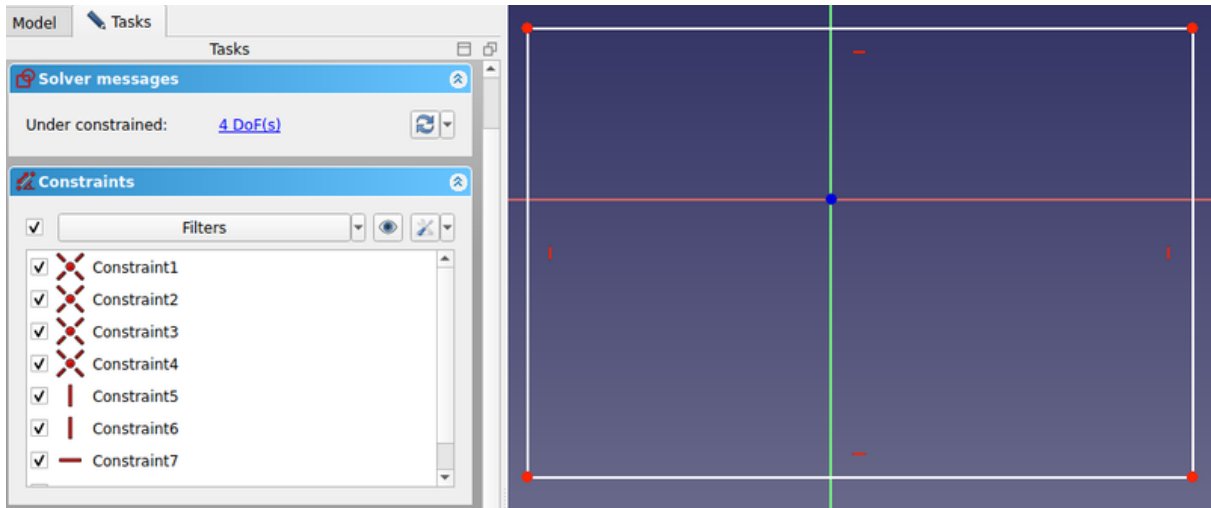 Model
Tasks
Tasks
Solver messages
Under constrained: 4 DoF(s)
Constraints
Filters
Constraint1
Constraint2
Constraint3
Constraint4
Constraint5
Constraint6
Constraint7